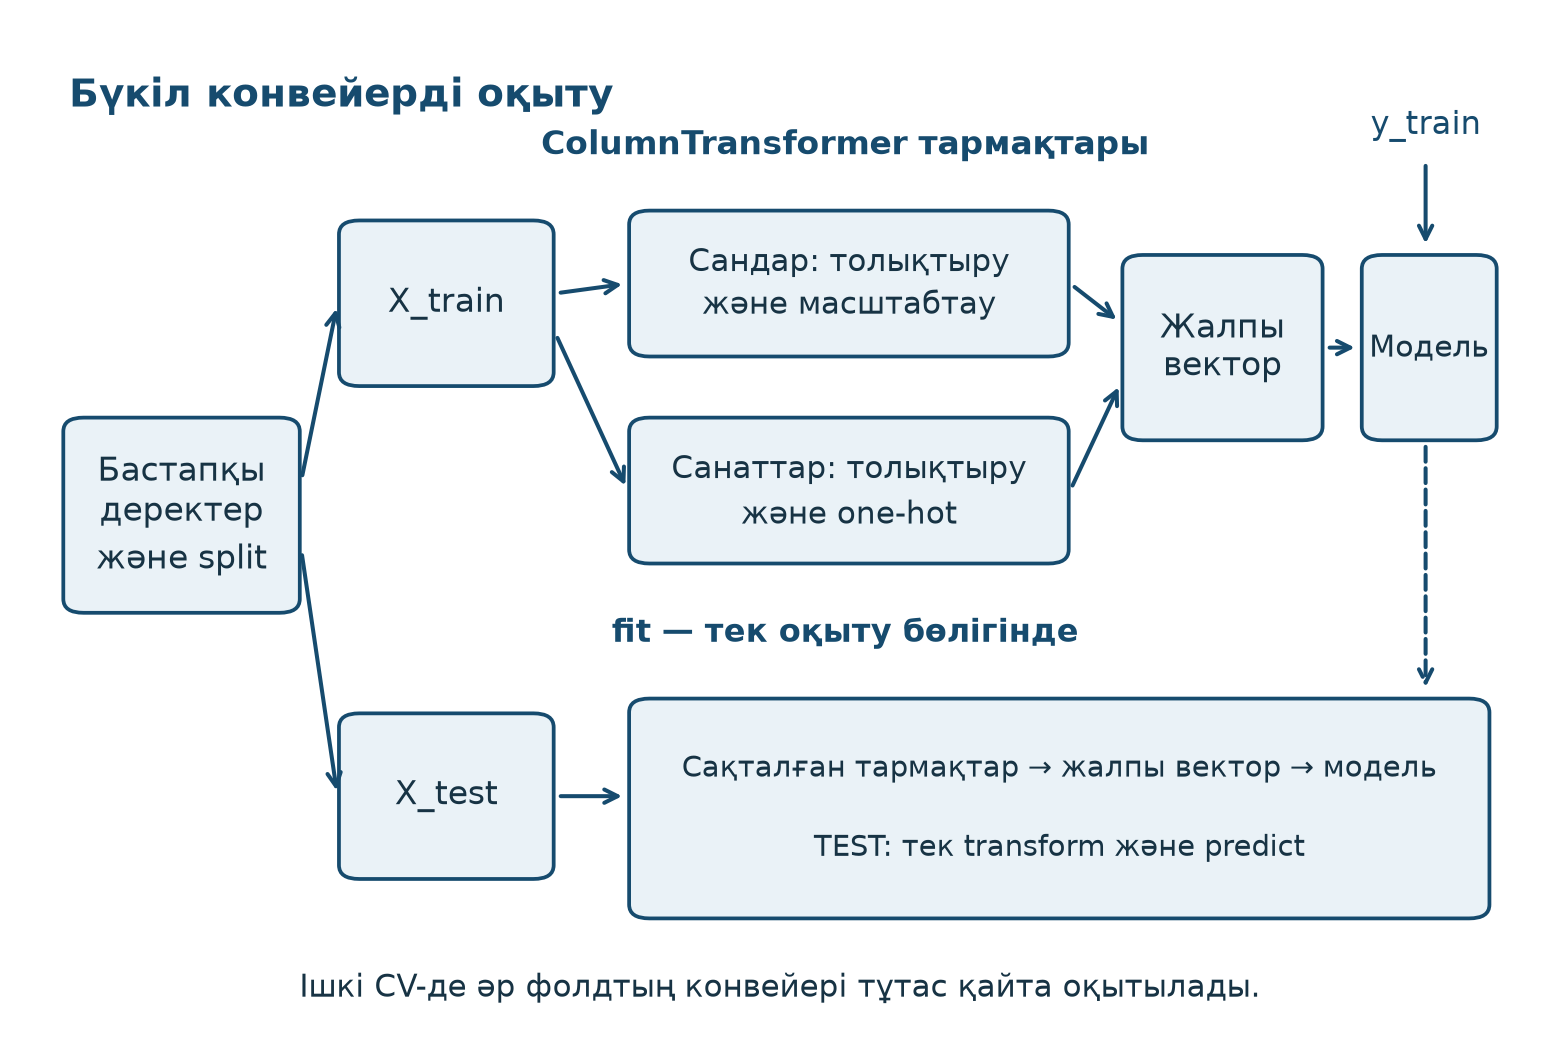 Бүкіл конвейерді оқыту
ColumnTransformer тармақтары
y_train
X_train
Сандар: толықтыру
және масштабтау
Жалпы
вектор
Модель
Бастапқы
деректер
және split
Санаттар: толықтыру
және one-hot
fit — тек оқыту бөлігінде
X_test
Сақталған тармақтар → жалпы вектор → модель
TEST: тек transform және predict
Ішкі CV-де әр фолдтың конвейері тұтас қайта оқытылады.